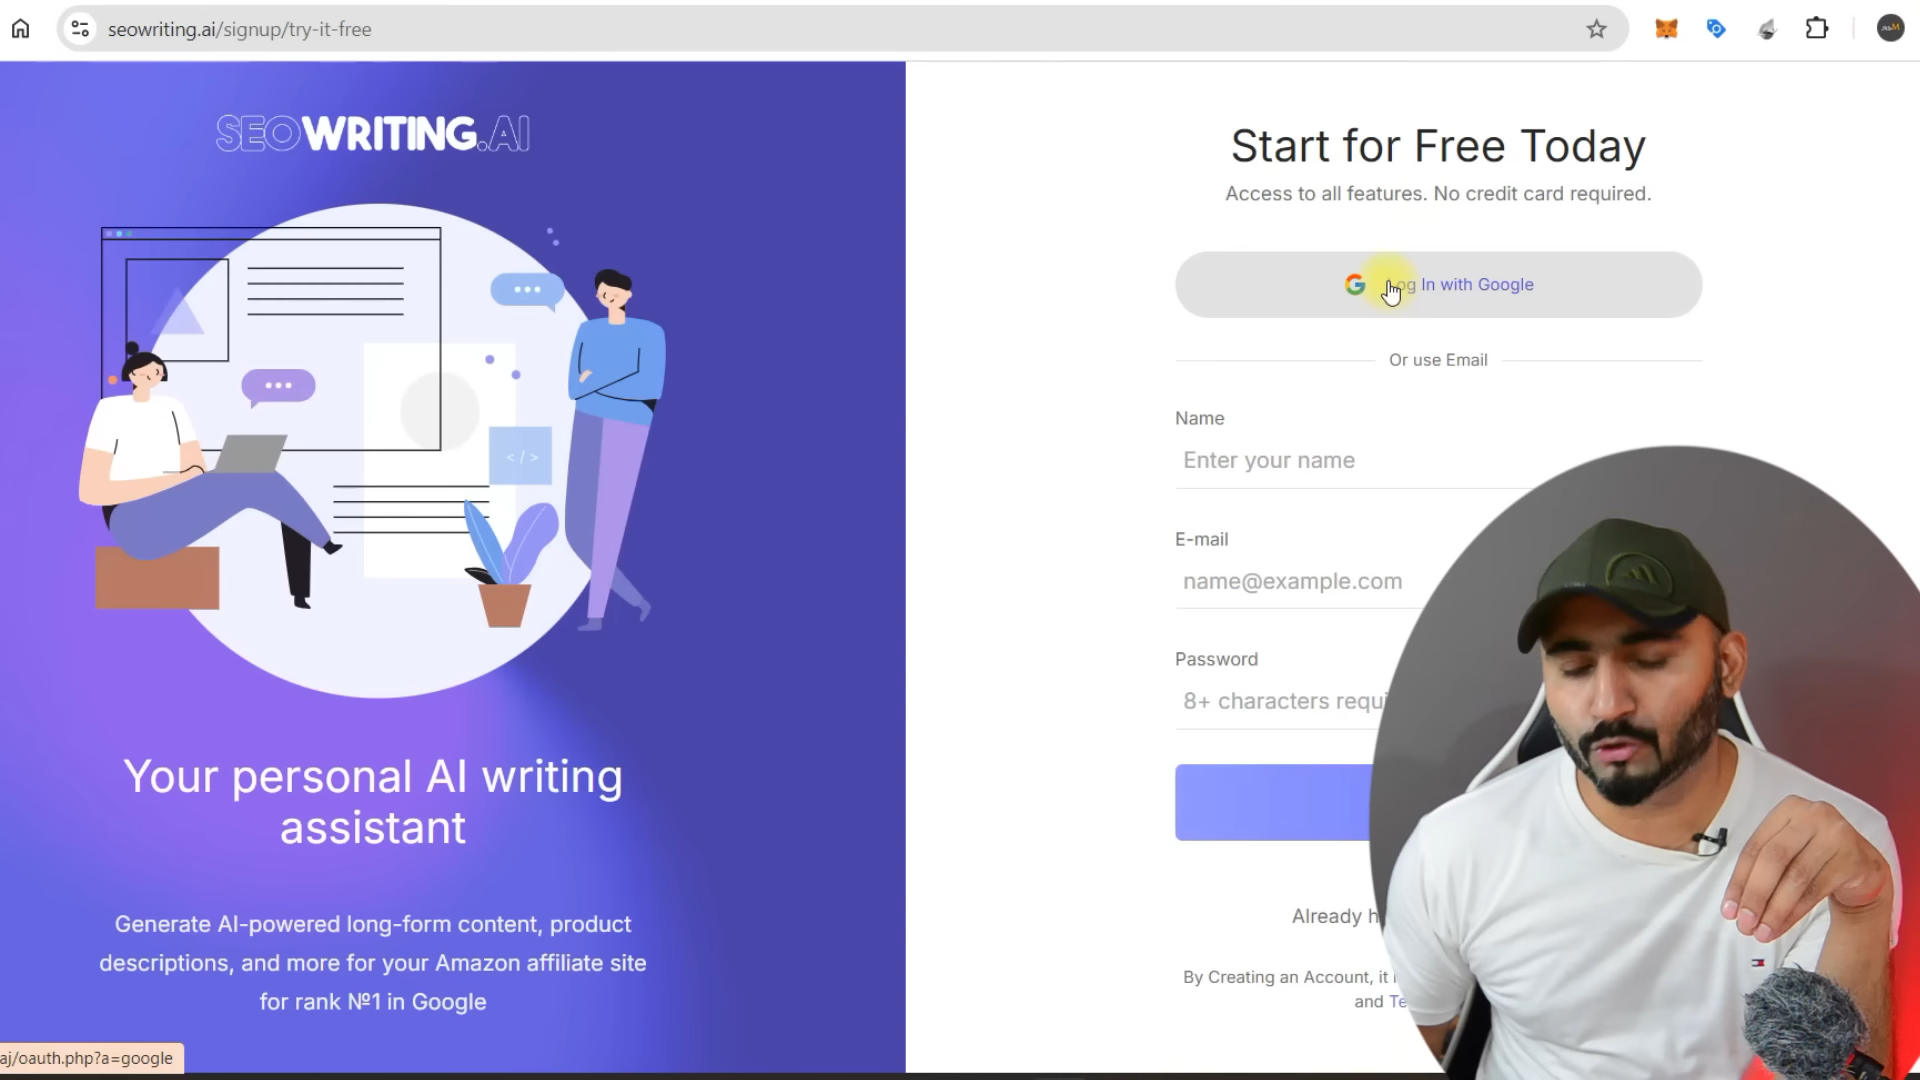 seowriting.ai/signup/try-it-free
SEOWRITING.AI
Your personal AI writing
assistant
Generate AI-powered long-form content, product
descriptions, and more for your Amazon affiliate site
for rank №1 in Google
aj/oauth.php?a=google
Start for Free Today
Access to all features. No credit card required.
Log In with Google
Or use Email
Name
Enter your name
E-mail
name@example.com
Password
8+ characters requi
Already h
By Creating an Account, it
and Te